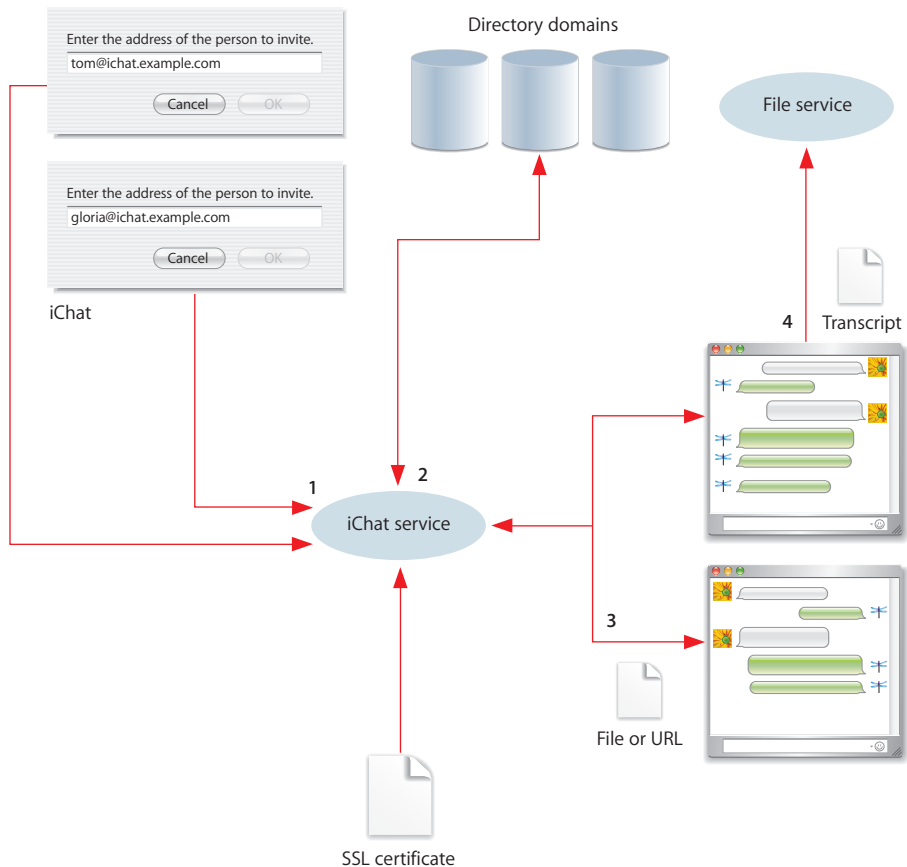 Enter the address of the person to invite.
tom@ichat.example.com
Cancel
OK
Enter the address of the person to invite.
gloria@ichat.example.com
Cancel
OK
iChat
Directory domains
File service
4
Transcript
1
2
iChat service
3
File or URL
SSL certificate